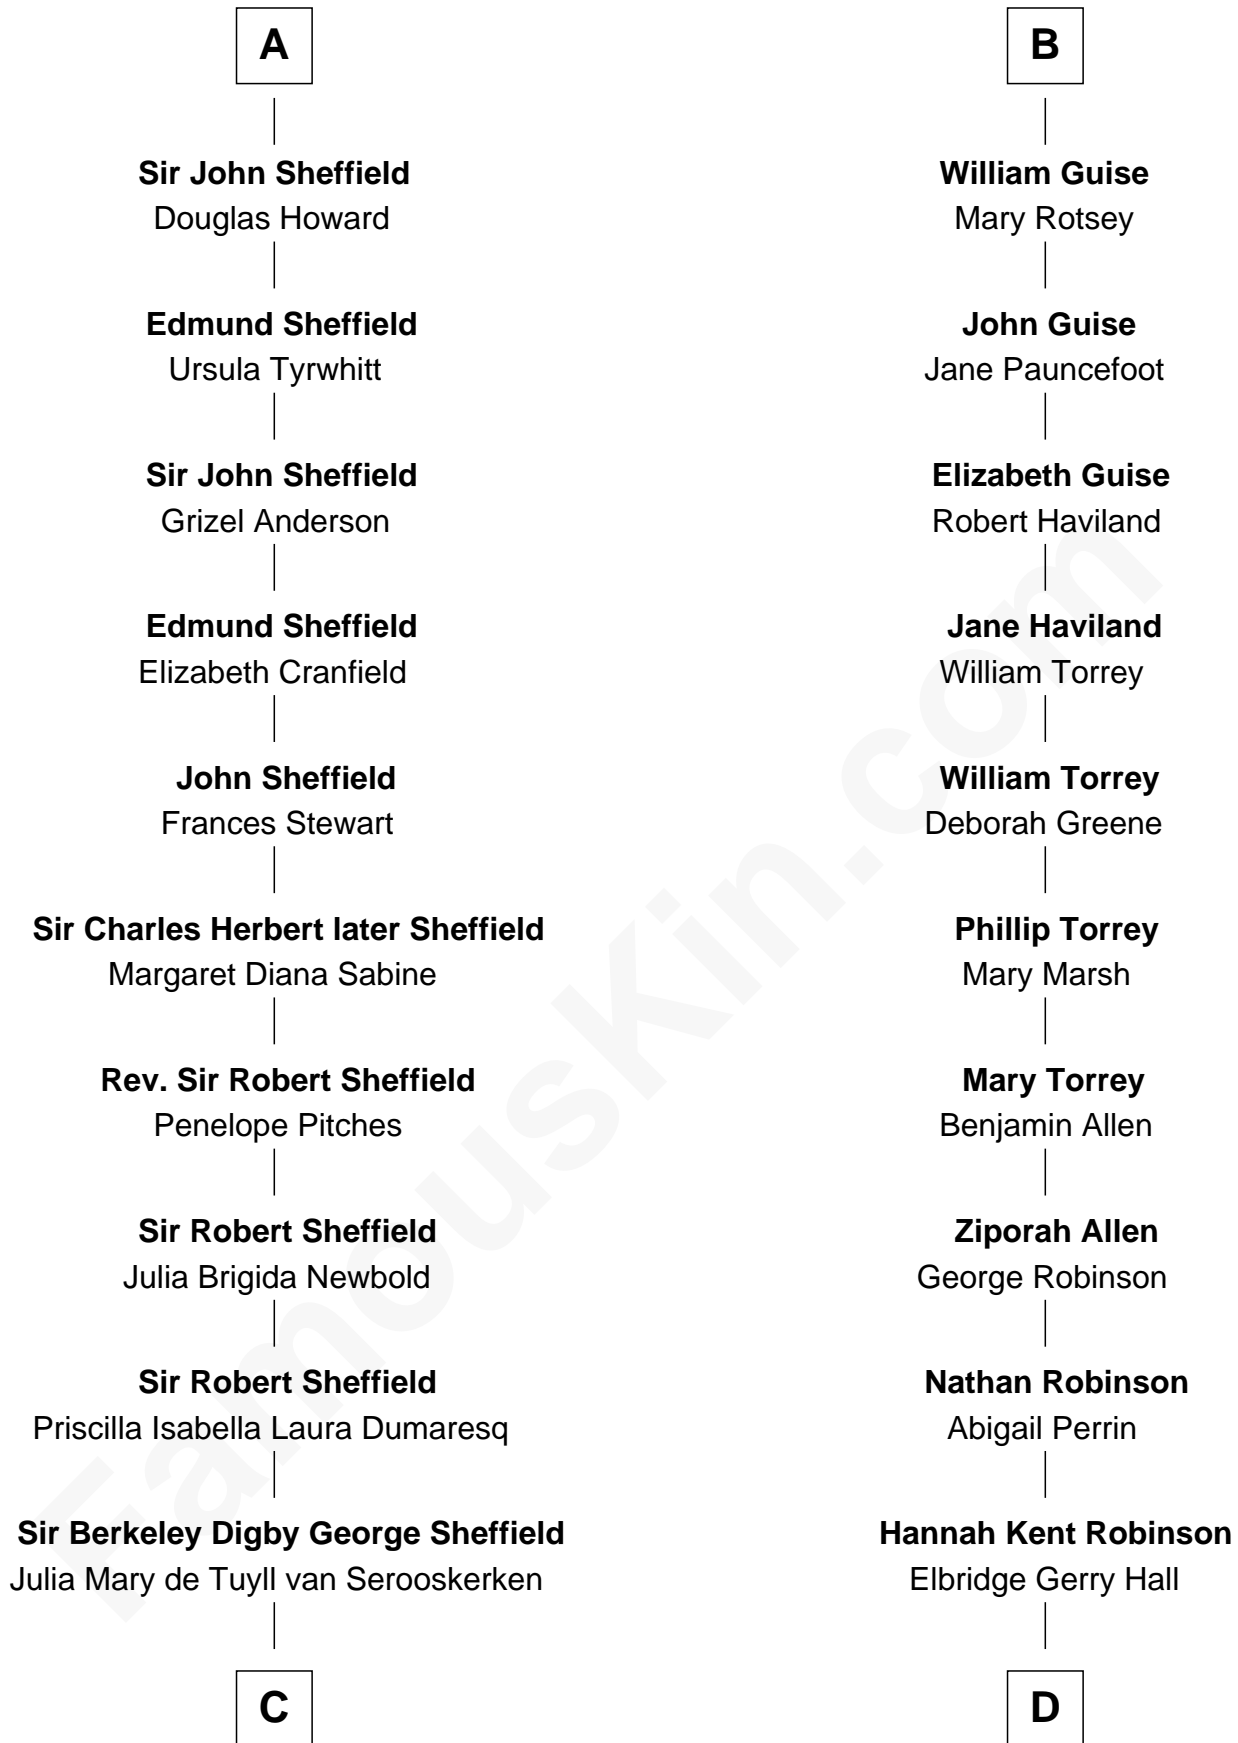 A
Sir John Sheffield
Douglas Howard
Edmund Sheffield
Ursula Tyrwhitt
Sir John Sheffield
Grizel Anderson
Edmund Sheffield
Elizabeth Cranfield
John Sheffield
Frances Stewart
Sir Charles Herbert later Sheffield
Margaret Diana Sabine
Rev. Sir Robert Sheffield
Penelope Pitches
Sir Robert Sheffield
Julia Brigida Newbold
Sir Robert Sheffield
Priscilla Isabella Laura Dumaresq
Sir Berkeley Digby George Sheffield
Julia Mary de Tuyll van Serooskerken
C
B
William Guise
Mary Rotsey
John Guise
Jane Pauncefoot
Elizabeth Guise
Robert Haviland
Jane Haviland
William Torrey
William Torrey
Deborah Greene
Phillip Torrey
Mary Marsh
Mary Torrey
Benjamin Allen
Ziporah Allen
George Robinson
Nathan Robinson
Abigail Perrin
Hannah Kent Robinson
Elbridge Gerry Hall
D
FamousKin.com